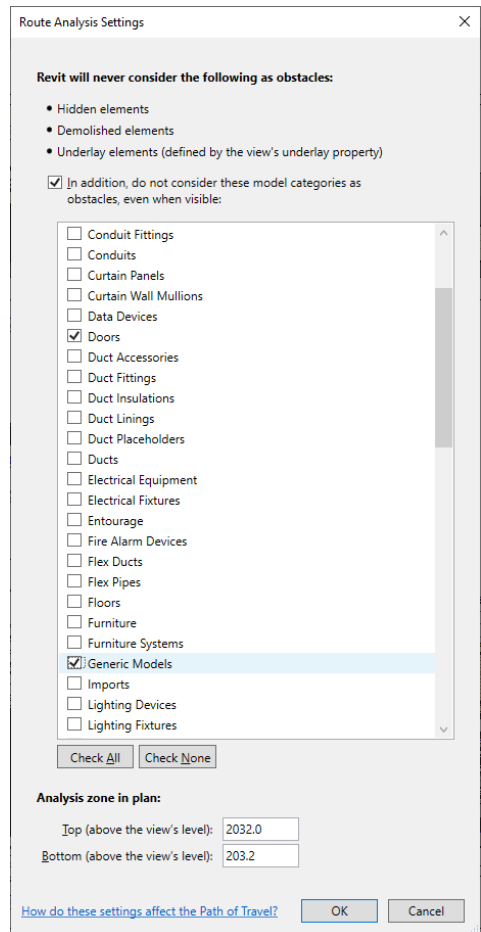 Route Analysis Settings
Revit will never consider the following as obstacles:
• Hidden elements
• Demolished elements
• Underlay elements (defined by the view's underlay property)
In addition, do not consider these model categories as
obstacles, even when visible:
Conduit Fittings
Conduits
Curtain Panels
Curtain Wall Mullions
Data Devices
Doors
Duct Accessories
Duct Fittings
Duct Insulations
Duct Linings
Duct Placeholders
Ducts
Electrical Equipment
Electrical Fixtures
Entourage
Fire Alarm Devices
Flex Ducts
Flex Pipes
Floors
Furniture
Furniture Systems
Generic Models
Imports
Lighting Devices
Lighting Fixtures
Check All Check None
Analysis zone in plan:
Top (above the view's level): 2032.0
Bottom (above the view's level): 203.2
How do these settings affect the Path of Travel? OK Cancel